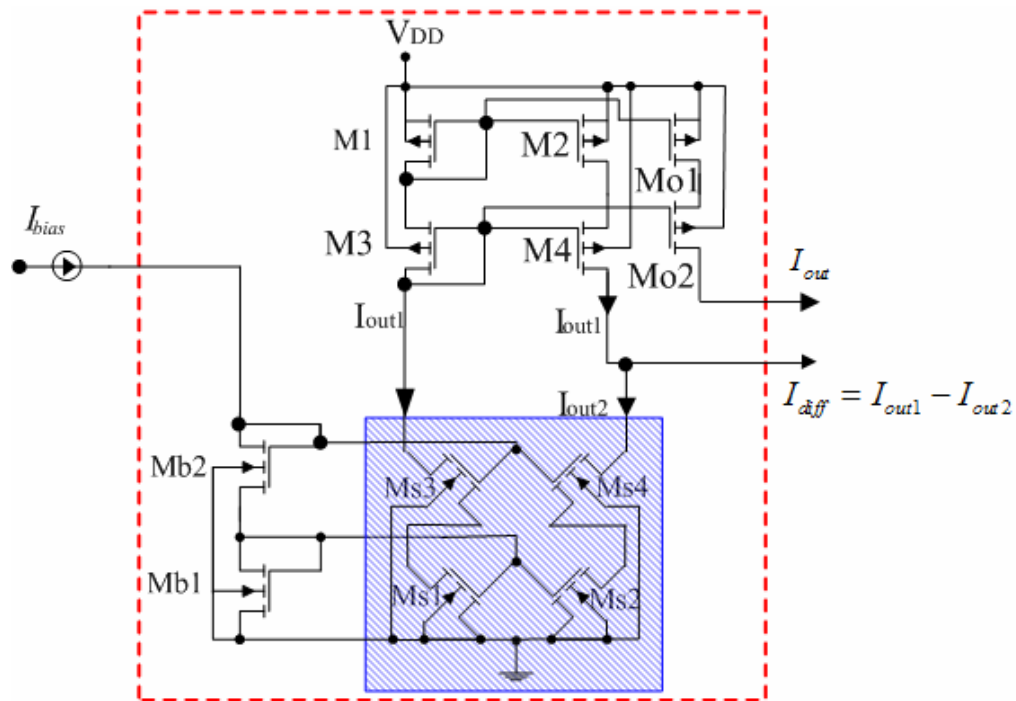 VDD
M1
M2
Mo1
Ibias
M3
M4
Mo2
Iout
Iout1
Iout1
Iout2
Idiff = Iout1 − Iout2
Mb2
Ms3
Ms4
Mb1
Ms1
Ms2